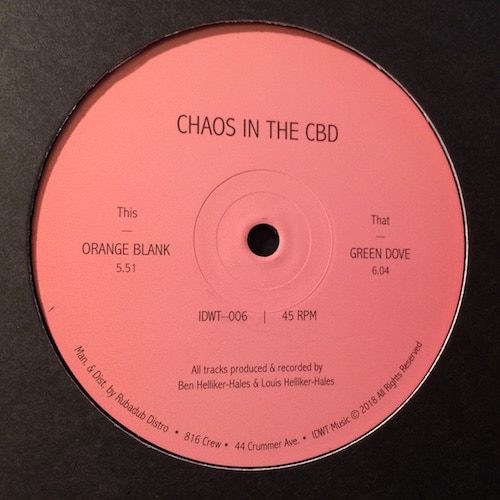 CHAOS IN THE CBD
This
—
ORANGE BLANK
5.51
That
—
GREEN DOVE
6.04
IDWT—006 | 45 RPM
All tracks produced & recorded by
Ben Helliker-Hales & Louis Helliker-Hales
Man. & Dist. by Rubadub Distro • 816 Crew • 44 Crummer Ave. • IDWT Music © 2018 All Rights Reserved